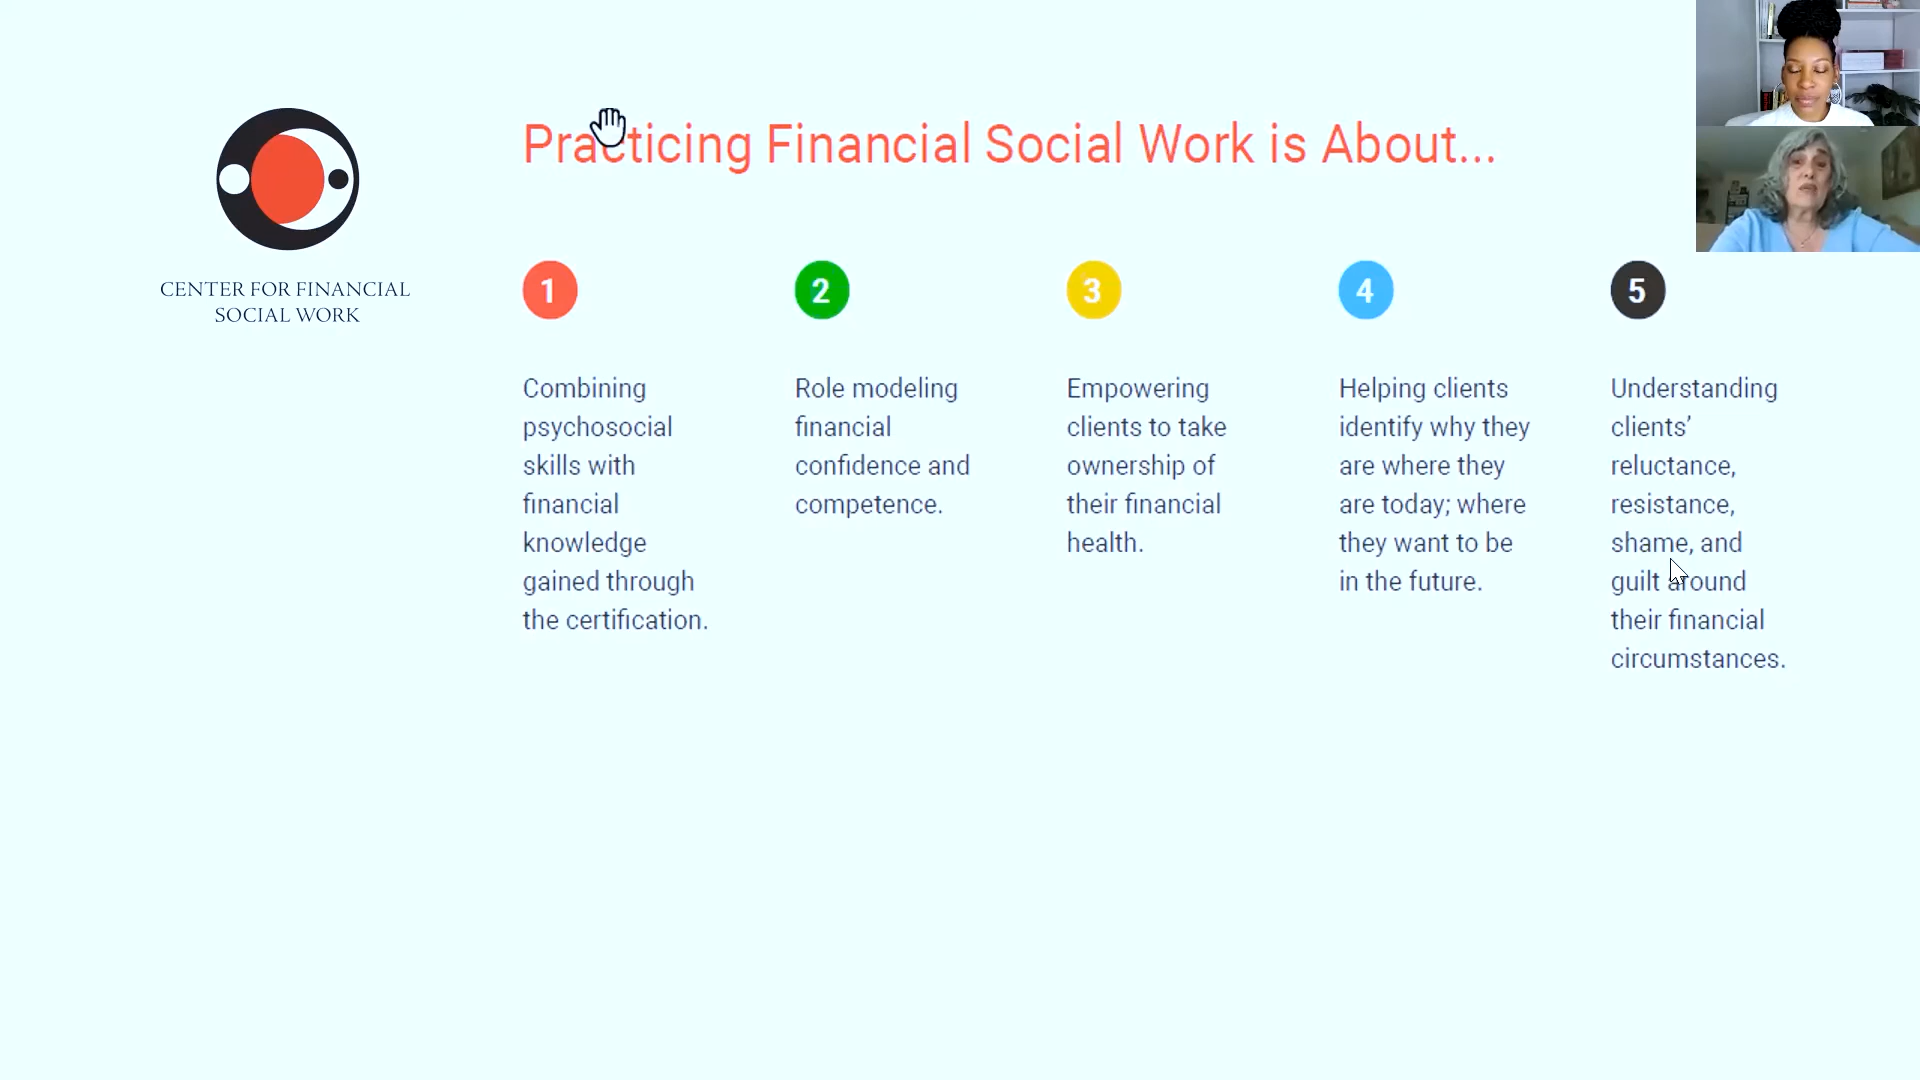 Practicing Financial Social Work is About...
CENTER FOR FINANCIAL
SOCIAL WORK
1
Combining
psychosocial
skills with
financial
knowledge
gained through
the certification.
2
Role modeling
financial
confidence and
competence.
3
Empowering
clients to take
ownership of
their financial
health.
4
Helping clients
identify why they
are where they
are today; where
they want to be
in the future.
5
Understanding
clients’
reluctance,
resistance,
shame, and
guilt around
their financial
circumstances.